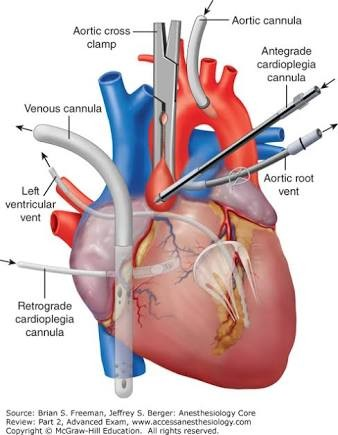 Aortic cross
clamp
Aortic cannula
Antegrade
cardioplegia
cannula
Venous cannula
Left
ventricular
vent
Aortic root
vent
Retrograde
cardioplegia
cannula
Source: Brian S. Freeman, Jeffrey S. Berger: Anesthesiology Core
Review: Part 2, Advanced Exam, www.accessanesthesiology.com
Copyright © McGraw-Hill Education.  All rights reserved.